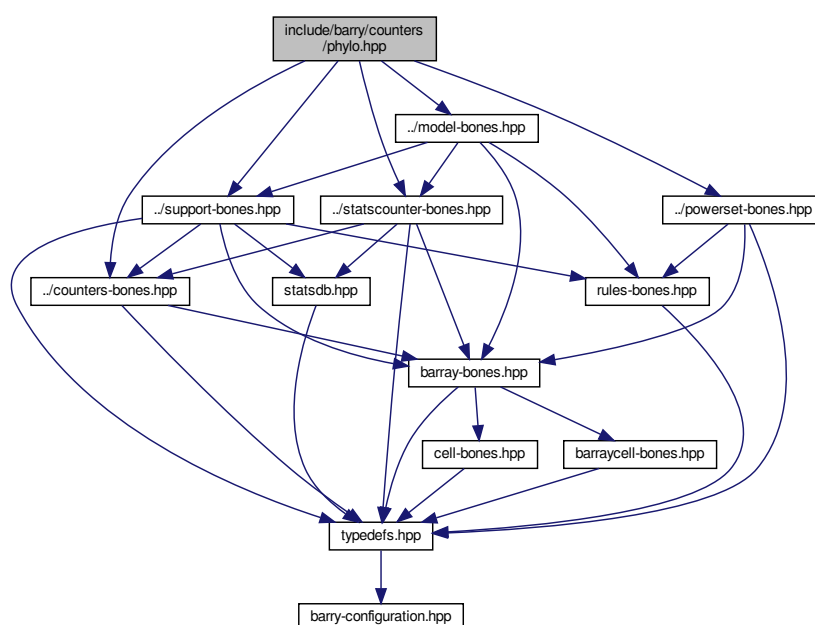 include/barry/counters
/phylo.hpp
../model-bones.hpp
../support-bones.hpp
../statscounter-bones.hpp
../powerset-bones.hpp
../counters-bones.hpp
statsdb.hpp
rules-bones.hpp
barray-bones.hpp
cell-bones.hpp
barraycell-bones.hpp
typedefs.hpp
barry-configuration.hpp